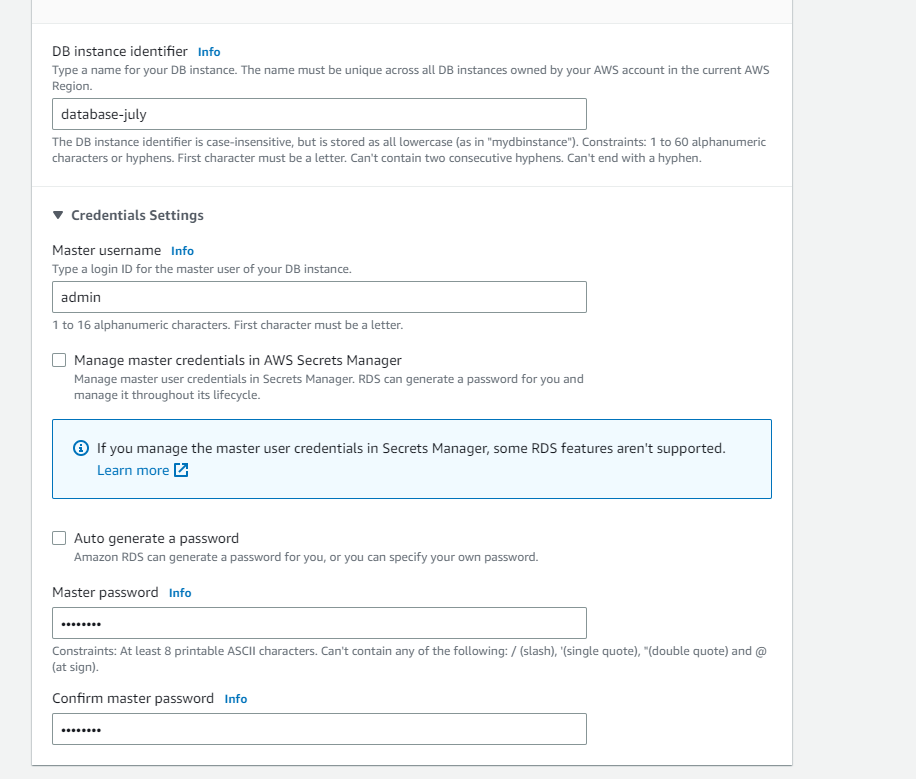 DB instance identifier Info
Type a name for your DB instance. The name must be unique across all DB instances owned by your AWS account in the current AWS
Region.
database-july
The DB instance identifier is case-insensitive, but is stored as all lowercase (as in "mydbinstance"). Constraints: 1 to 60 alphanumeric
characters or hyphens. First character must be a letter. Can't contain two consecutive hyphens. Can't end with a hyphen.
Credentials Settings
Master username Info
Type a login ID for the master user of your DB instance.
admin
1 to 16 alphanumeric characters. First character must be a letter.
Manage master credentials in AWS Secrets Manager
Manage master user credentials in Secrets Manager. RDS can generate a password for you and
manage it throughout its lifecycle.
If you manage the master user credentials in Secrets Manager, some RDS features aren't supported.
Learn more
Auto generate a password
Amazon RDS can generate a password for you, or you can specify your own password.
Master password Info
••••••••
Constraints: At least 8 printable ASCII characters. Can't contain any of the following: / (slash), '(single quote), "(double quote) and @
(at sign).
Confirm master password Info
••••••••